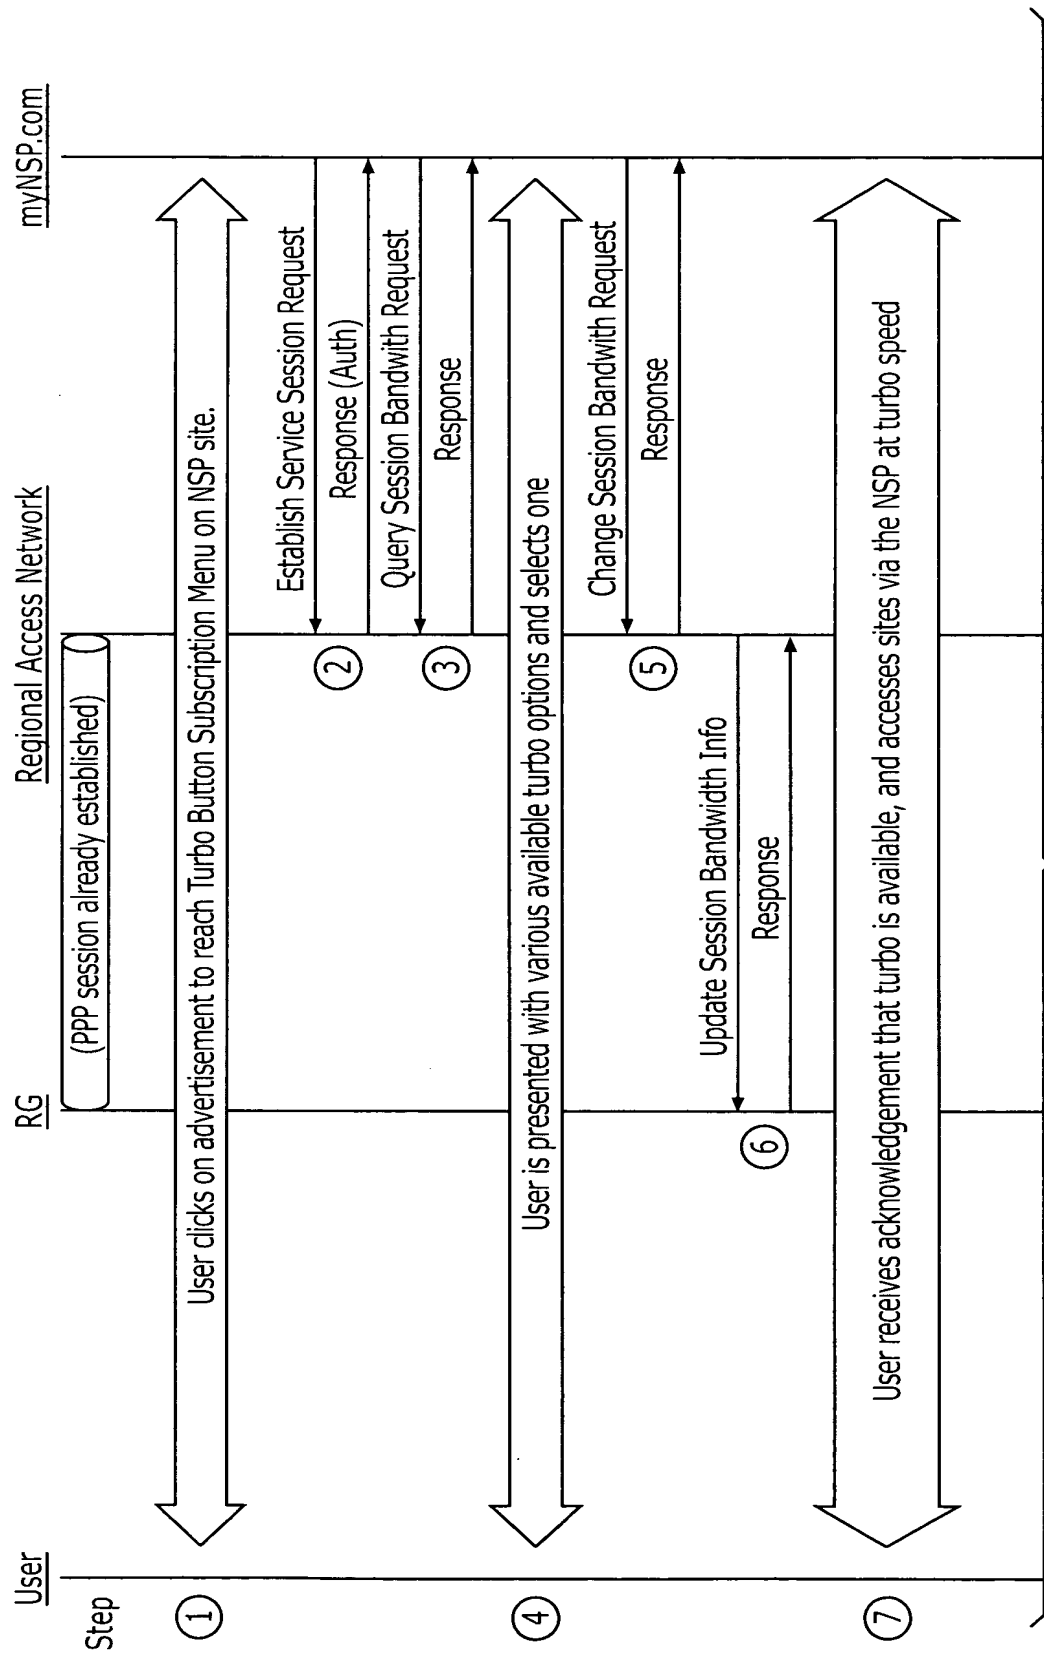 User
RG
Regional Access Network
myNSP.com
Step
(PPP session already established)
1
User clicks on advertisement to reach Turbo Button Subscription Menu on NSP site.
Establish Service Session Request
2
Response (Auth)
Query Session Bandwith Request
3
Response
4
User is presented with various available turbo options and selects one
Change Session Bandwith Request
5
Response
Update Session Bandwidth Info
6
Response
7
User receives acknowledgement that turbo is available, and accesses sites via the NSP at turbo speed